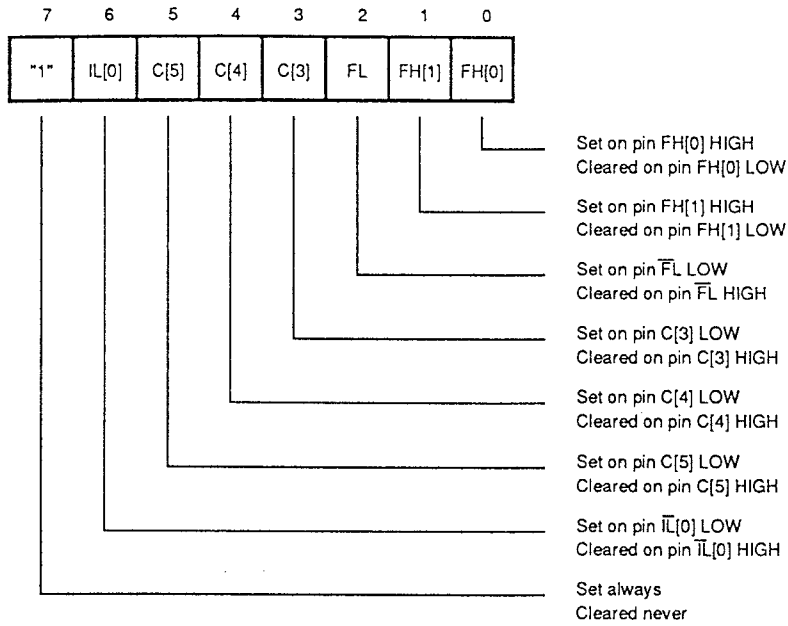 7 6 5 4 3 2 1 0
"1" IL[0] C[5] C[4] C[3] FL FH[1] FH[0]
Set on pin FH[0] HIGH
Cleared on pin FH[0] LOW
Set on pin FH[1] HIGH
Cleared on pin FH[1] LOW
Set on pin F̅L LOW
Cleared on pin F̅L HIGH
Set on pin C[3] LOW
Cleared on pin C[3] HIGH
Set on pin C[4] LOW
Cleared on pin C[4] HIGH
Set on pin C[5] LOW
Cleared on pin C[5] HIGH
Set on pin I̅L[0] LOW
Cleared on pin I̅L[0] HIGH
Set always
Cleared never